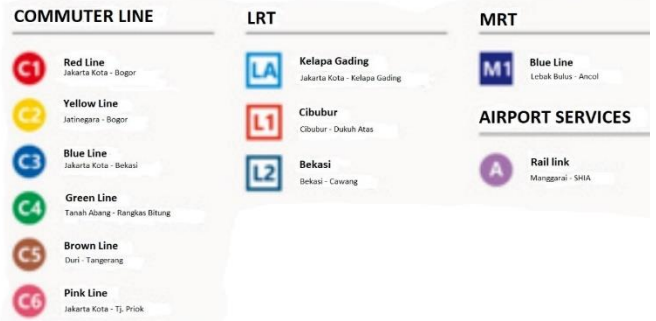 COMMUTER LINE
C1
Red Line
Jakarta Kota - Bogor
C2
Yellow Line
Jatinegara - Bogor
C3
Blue Line
Jakarta Kota - Bekasi
C4
Green Line
Tanah Abang - Rangkas Bitung
C5
Brown Line
Duri - Tangerang
C6
Pink Line
Jakarta Kota - Tj. Priok
LRT
LA
Kelapa Gading
Jakarta Kota - Kelapa Gading
L1
Cibubur
Cibubur - Dukuh Atas
L2
Bekasi
Bekasi - Cawang
MRT
M1
Blue Line
Lebak Bulus - Ancol
AIRPORT SERVICES
A
Rail link
Manggarai - SHIA